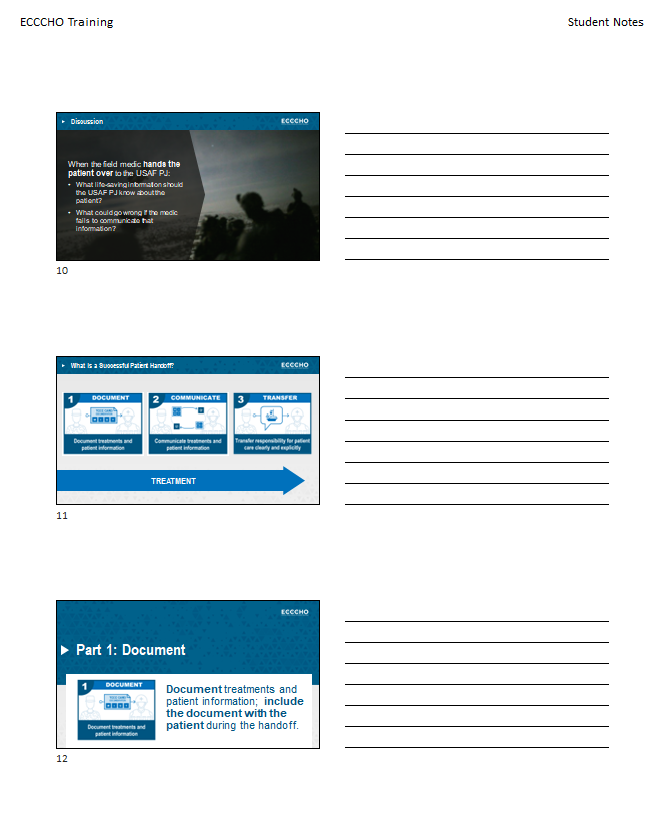 ECCCHO Training
Student Notes
Discussion
ECCCHO
When the field medic hands the
patient over to the USAF PJ:
• What life-saving information should
the USAF PJ know about the
patient?
• What could go wrong if the medic
fails to communicate that
information?
10
What is a Successful Patient Handoff?
ECCCHO
1 DOCUMENT
Document treatments and
patient information
2 COMMUNICATE
Communicate treatments and
patient information
3 TRANSFER
Transfer responsibility for patient
care clearly and explicitly
TREATMENT
11
ECCCHO
Part 1: Document
1 DOCUMENT
Document treatments and
patient information
Document treatments and
patient information; include
the document with the
patient during the handoff.
12